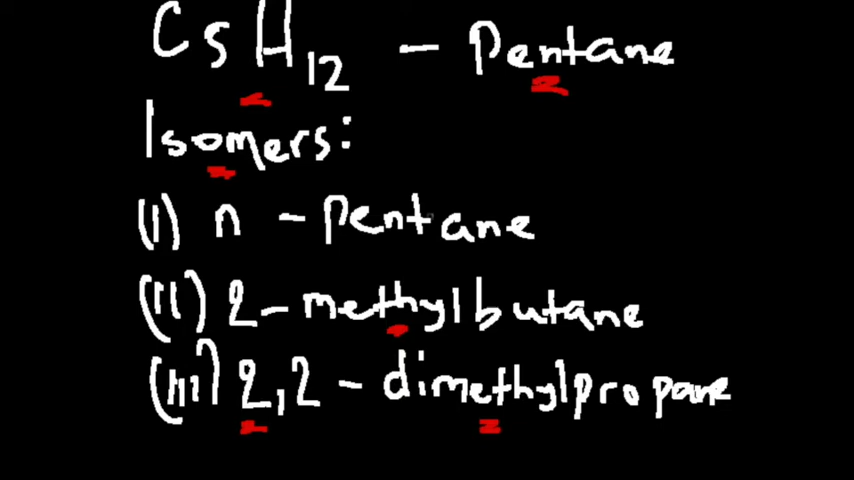 C5H12 - Pentane
Isomers:
(I) n - pentane
(II) 2-methylbutane
(III) 2,2 - dimethylpropane